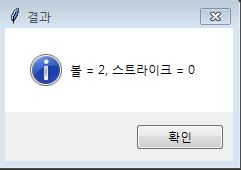 결과
볼 = 2, 스트라이크 = 0
확인